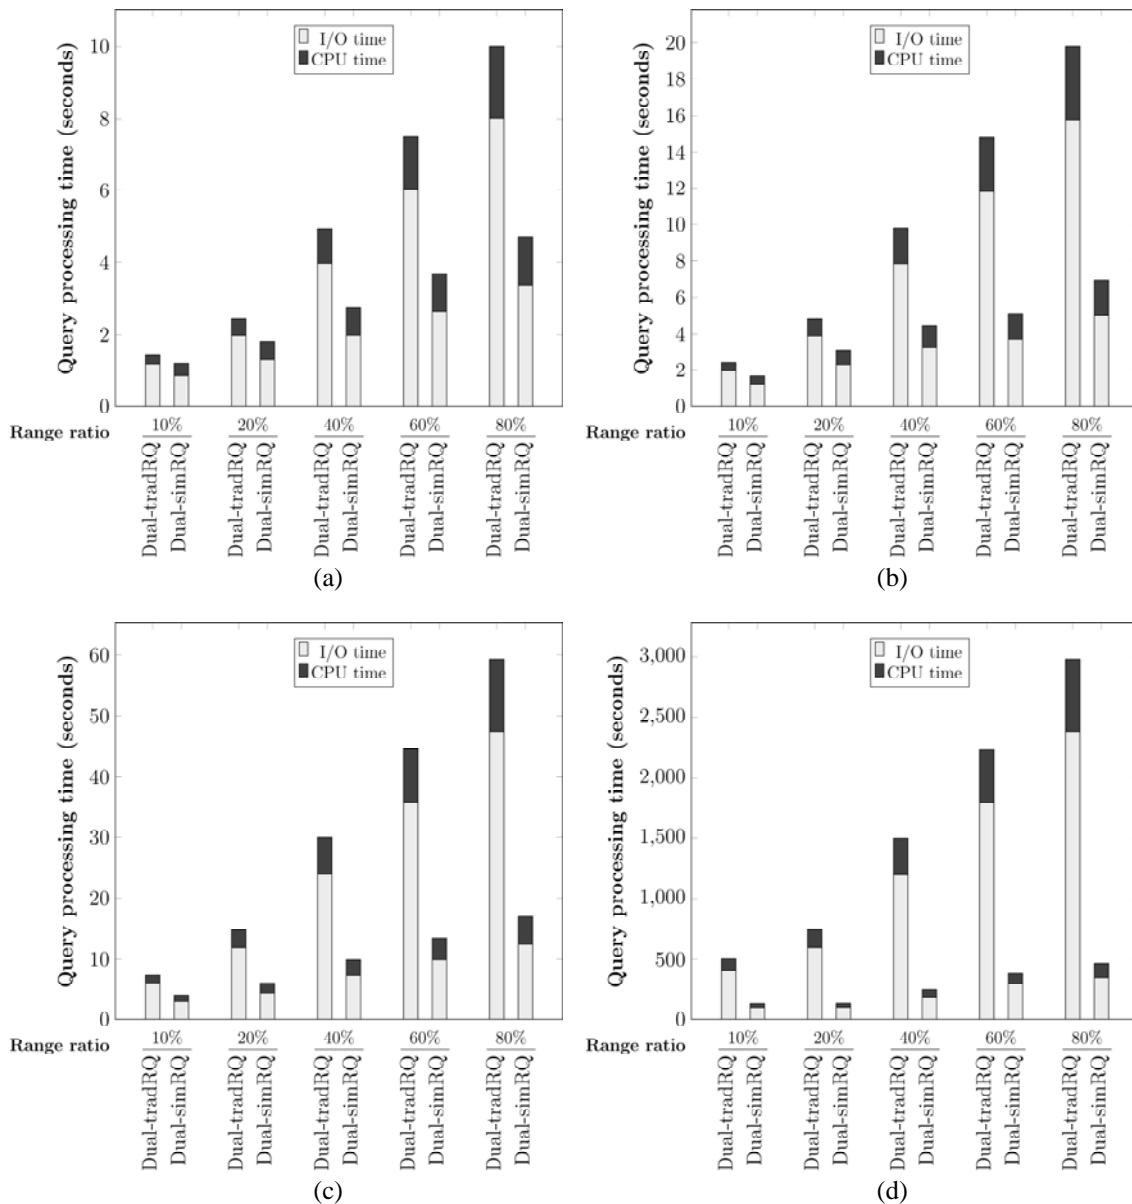 Query processing time (seconds)
10
8
6
4
2
0
I/O time
CPU time
Range ratio
10%
20%
40%
60%
80%
Dual-tradRQ
Dual-simRQ
Dual-tradRQ
Dual-simRQ
Dual-tradRQ
Dual-simRQ
Dual-tradRQ
Dual-simRQ
Dual-tradRQ
Dual-simRQ
(a)
Query processing time (seconds)
20
18
16
14
12
10
8
6
4
2
0
I/O time
CPU time
Range ratio
10%
20%
40%
60%
80%
Dual-tradRQ
Dual-simRQ
Dual-tradRQ
Dual-simRQ
Dual-tradRQ
Dual-simRQ
Dual-tradRQ
Dual-simRQ
Dual-tradRQ
Dual-simRQ
(b)
Query processing time (seconds)
60
50
40
30
20
10
0
I/O time
CPU time
Range ratio
10%
20%
40%
60%
80%
Dual-tradRQ
Dual-simRQ
Dual-tradRQ
Dual-simRQ
Dual-tradRQ
Dual-simRQ
Dual-tradRQ
Dual-simRQ
Dual-tradRQ
Dual-simRQ
(c)
Query processing time (seconds)
3,000
2,500
2,000
1,500
1,000
500
0
I/O time
CPU time
Range ratio
10%
20%
40%
60%
80%
Dual-tradRQ
Dual-simRQ
Dual-tradRQ
Dual-simRQ
Dual-tradRQ
Dual-simRQ
Dual-tradRQ
Dual-simRQ
Dual-tradRQ
Dual-simRQ
(d)